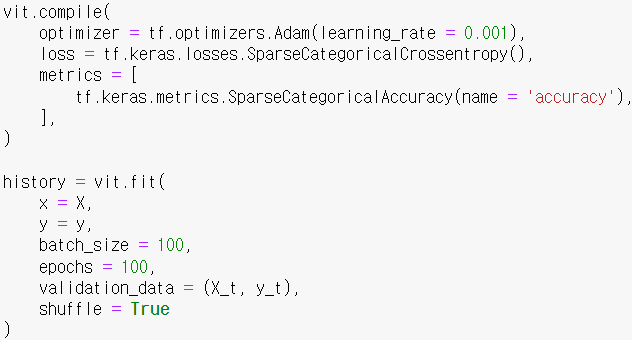 vit.compile(
    optimizer = tf.optimizers.Adam(learning_rate = 0.001),
    loss = tf.keras.losses.SparseCategoricalCrossentropy(),
    metrics = [
        tf.keras.metrics.SparseCategoricalAccuracy(name = 'accuracy'),
    ],
)

history = vit.fit(
    x = X,
    y = y,
    batch_size = 100,
    epochs = 100,
    validation_data = (X_t, y_t),
    shuffle = True
)